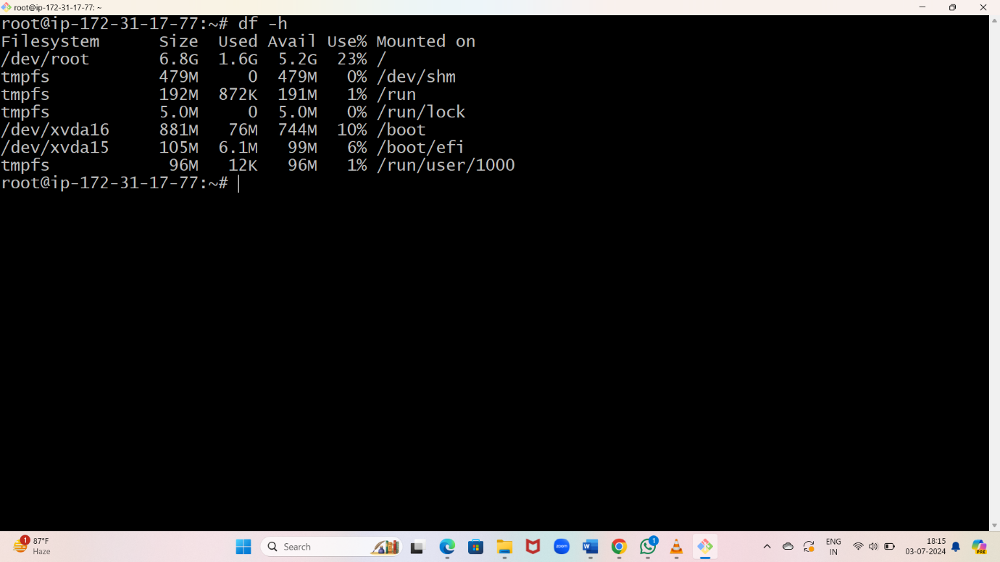 root@ip-172-31-17-77: ~
root@ip-172-31-17-77:~# df -h
Filesystem      Size  Used Avail Use% Mounted on
/dev/root       6.8G  1.6G  5.2G  23% /
tmpfs           479M     0  479M   0% /dev/shm
tmpfs           192M  872K  191M   1% /run
tmpfs           5.0M     0  5.0M   0% /run/lock
/dev/xvda16     881M   76M  744M  10% /boot
/dev/xvda15     105M  6.1M   99M   6% /boot/efi
tmpfs            96M   12K   96M   1% /run/user/1000
root@ip-172-31-17-77:~#
1
87°F
Haze
Search
zoom
W
1
ENG
IN
18:15
03-07-2024
PRE